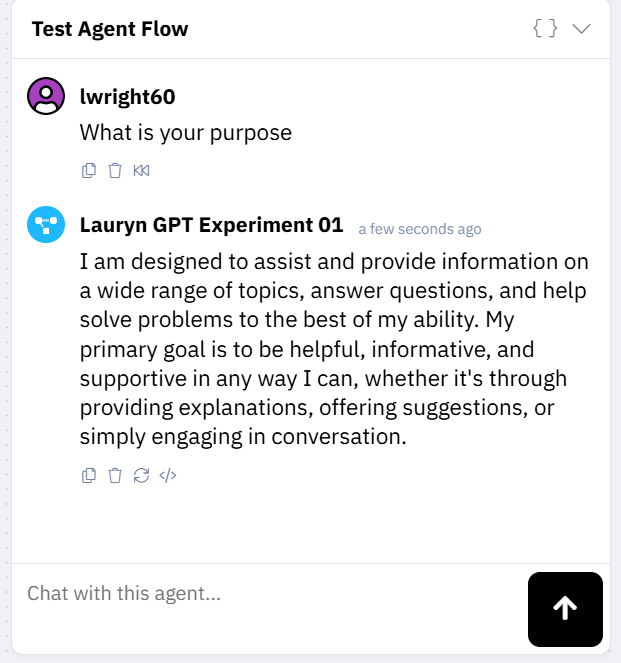 Test Agent Flow
lwright60
What is your purpose
Lauryn GPT Experiment 01 a few seconds ago
I am designed to assist and provide information on
a wide range of topics, answer questions, and help
solve problems to the best of my ability. My
primary goal is to be helpful, informative, and
supportive in any way I can, whether it's through
providing explanations, offering suggestions, or
simply engaging in conversation.
Chat with this agent...